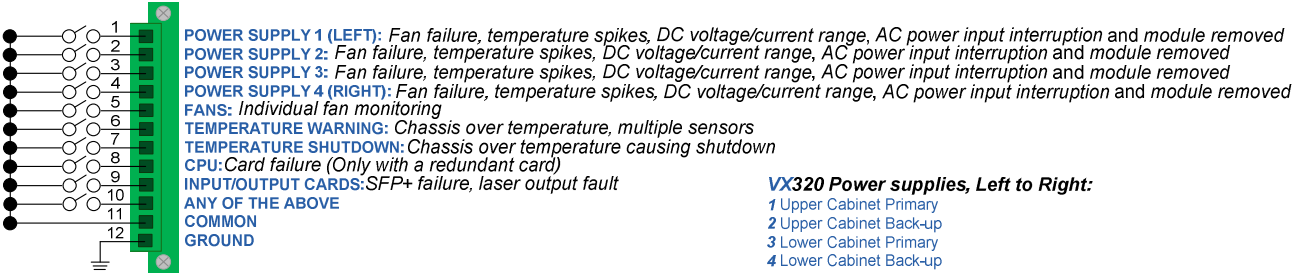 1 POWER SUPPLY 1 (LEFT): Fan failure, temperature spikes, DC voltage/current range, AC power input interruption and module removed
2 POWER SUPPLY 2: Fan failure, temperature spikes, DC voltage/current range, AC power input interruption and module removed
3 POWER SUPPLY 3: Fan failure, temperature spikes, DC voltage/current range, AC power input interruption and module removed
4 POWER SUPPLY 4 (RIGHT): Fan failure, temperature spikes, DC voltage/current range, AC power input interruption and module removed
5 FANS: Individual fan monitoring
6 TEMPERATURE WARNING: Chassis over temperature, multiple sensors
7 TEMPERATURE SHUTDOWN: Chassis over temperature causing shutdown
8 CPU: Card failure (Only with a redundant card)
9 INPUT/OUTPUT CARDS: SFP+ failure, laser output fault
10 ANY OF THE ABOVE
11 COMMON
12 GROUND
VX320 Power supplies, Left to Right:
1 Upper Cabinet Primary
2 Upper Cabinet Back-up
3 Lower Cabinet Primary
4 Lower Cabinet Back-up